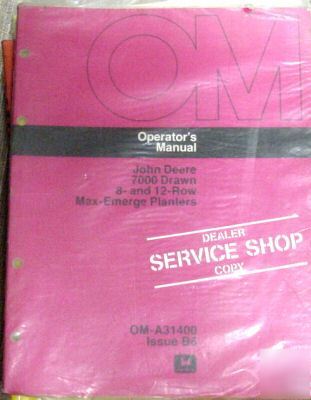 OM
Operator's
Manual
John Deere
7000 Drawn
8- and 12-Row
Max-Emerge Planters
DEALER
SERVICE SHOP
COPY
OM-A31400
Issue B6